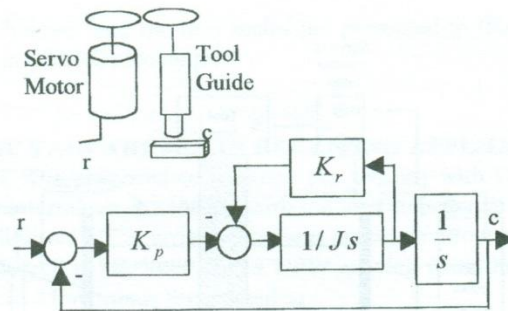 Servo Motor
Tool Guide
r
c
K_r
r
-
K_p
-
1/Js
1/s
c